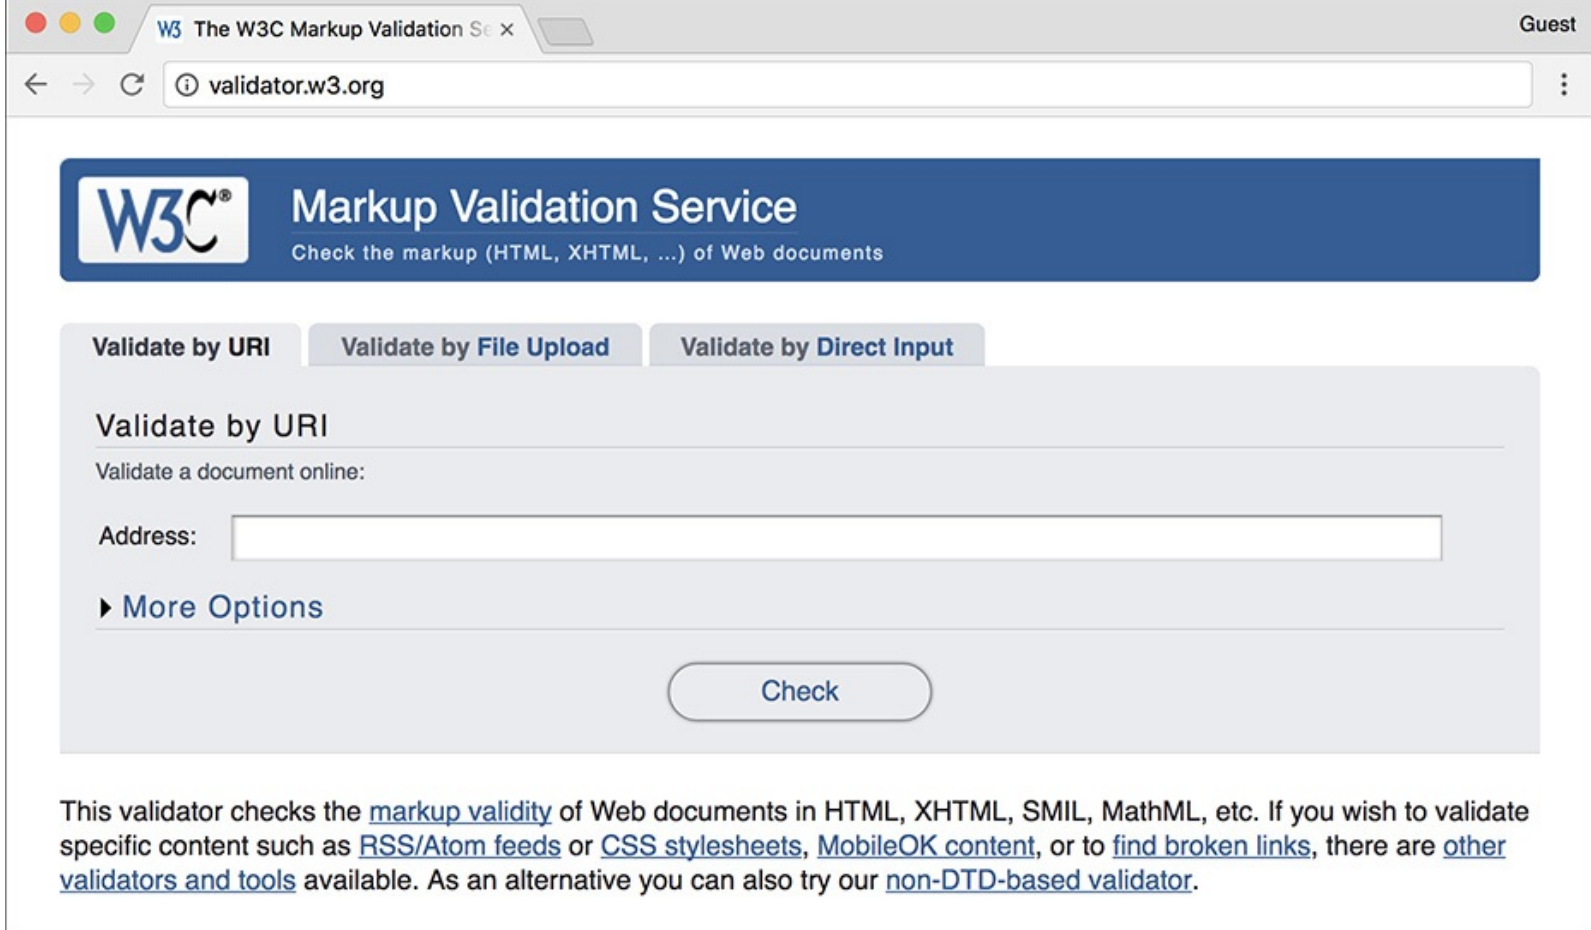 W3 The W3C Markup Validation Se
Guest
validator.w3.org
W3C®
Markup Validation Service
Check the markup (HTML, XHTML, ...) of Web documents
Validate by URI
Validate by File Upload
Validate by Direct Input
Validate by URI
Validate a document online:
Address:
More Options
Check
This validator checks the markup validity of Web documents in HTML, XHTML, SMIL, MathML, etc. If you wish to validate
specific content such as RSS/Atom feeds or CSS stylesheets, MobileOK content, or to find broken links, there are other
validators and tools available. As an alternative you can also try our non-DTD-based validator.